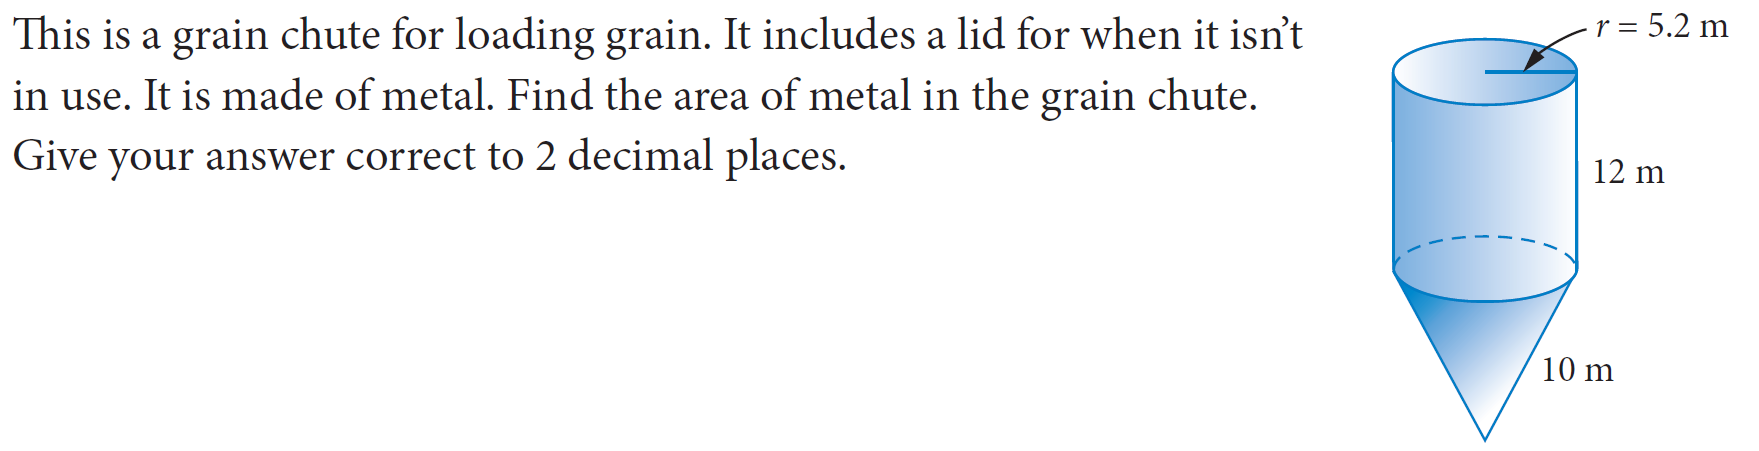 This is a grain chute for loading grain. It includes a lid for when it isn’t
in use. It is made of metal. Find the area of metal in the grain chute.
Give your answer correct to 2 decimal places.
r = 5.2 m
12 m
10 m